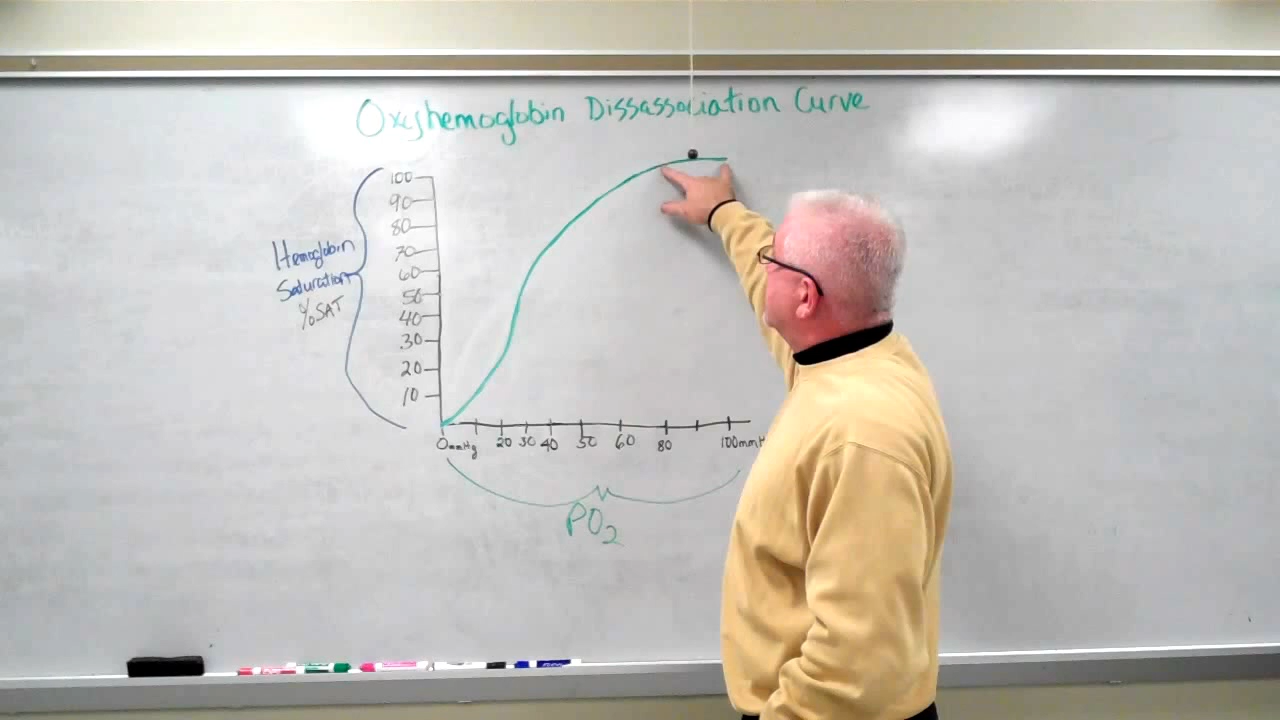 Oxyhemoglobin Dissassociation Curve
100
90
80
70
60
50
40
30
20
10
Hemoglobin
Saturation
%SAT
0mmHg 20 30 40 50 60 80 100mmH
PO2